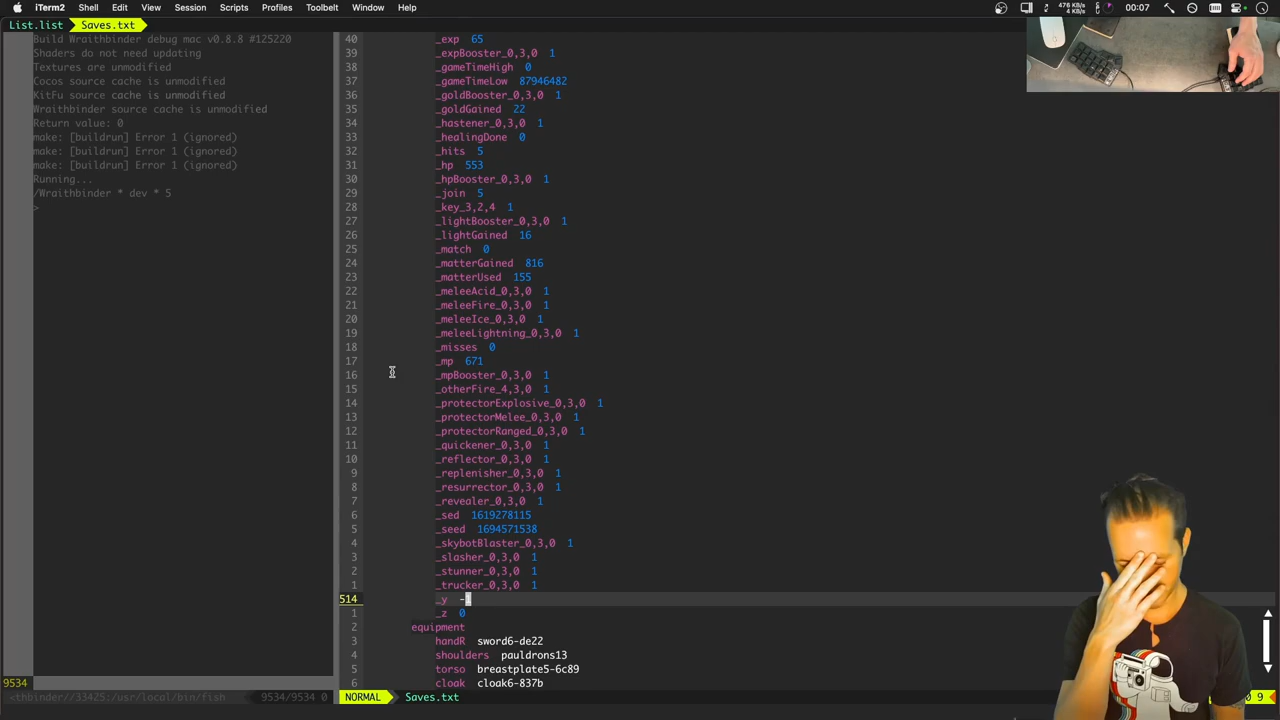 iTerm2 Shell Edit View Session Scripts Profiles Toolbelt Window Help 476 KB/s 00:07
List.list Saves.txt
Build Wraithbinder debug mac v0.8.8 #125220
Shaders do not need updating
Textures are unmodified
Cocos source cache is unmodified
KitFu source cache is unmodified
Wraithbinder source cache is unmodified
Return value: 0
make: [buildrun] Error 1 (ignored)
make: [buildrun] Error 1 (ignored)
make: [buildrun] Error 1 (ignored)
Running...
/Wraithbinder * dev * 5
>
9534
<thbinder//33425:/usr/local/bin/fish 9534/9534 0
40 _exp 65
39 _expBooster_0,3,0 1
38 _gameTimeHigh 0
37 _gameTimeLow 87946482
36 _goldBooster_0,3,0 1
35 _goldGained 22
34 _hastener_0,3,0 1
33 _healingDone 0
32 _hits 5
31 _hp 553
30 _hpBooster_0,3,0 1
29 _join 5
28 _key_3,2,4 1
27 _lightBooster_0,3,0 1
26 _lightGained 16
25 _match 0
24 _matterGained 816
23 _matterUsed 155
22 _meleeAcid_0,3,0 1
21 _meleeFire_0,3,0 1
20 _meleeIce_0,3,0 1
19 _meleeLightning_0,3,0 1
18 _misses 0
17 _mp 671
16 _mpBooster_0,3,0 1
15 _otherFire_4,3,0 1
14 _protectorExplosive_0,3,0 1
13 _protectorMelee_0,3,0 1
12 _protectorRanged_0,3,0 1
11 _quickener_0,3,0 1
10 _reflector_0,3,0 1
9 _replenisher_0,3,0 1
8 _resurrector_0,3,0 1
7 _revealer_0,3,0 1
6 _sed 1619278115
5 _seed 1694571538
4 _skybotBlaster_0,3,0 1
3 _slasher_0,3,0 1
2 _stunner_0,3,0 1
1 _trucker_0,3,0 1
514 _y -1
1 _z 0
2 equipment
3 handR sword6-de22
4 shoulders pauldrons13
5 torso breastplate5-6c89
6 cloak cloak6-837b
NORMAL Saves.txt